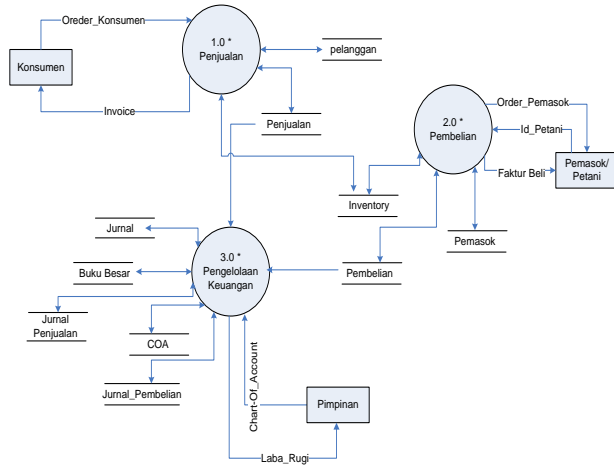 Oreder_Konsumen
1.0 *
Penjualan
pelanggan
Konsumen
Invoice
Penjualan
Order_Pemasok
2.0 *
Pembelian
Id_Petani
Pemasok/
Petani
Faktur Beli
Inventory
Pemasok
Jurnal
3.0 *
Pengelolaan
Keuangan
Buku Besar
Pembelian
Jurnal
Penjualan
COA
Jurnal_Pembelian
Chart-Of_Account
Pimpinan
Laba_Rugi